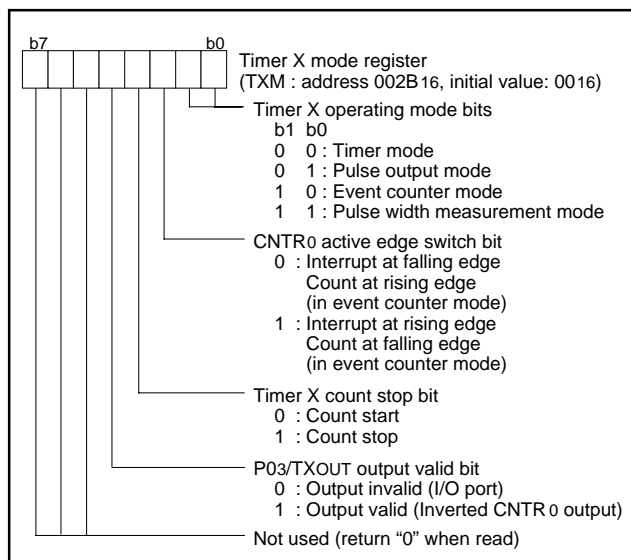 b7 b0
Timer X mode register
(TXM : address 002B16, initial value: 0016)
Timer X operating mode bits
b1 b0
0 0 : Timer mode
0 1 : Pulse output mode
1 0 : Event counter mode
1 1 : Pulse width measurement mode
CNTR0 active edge switch bit
0 : Interrupt at falling edge
Count at rising edge
(in event counter mode)
1 : Interrupt at rising edge
Count at falling edge
(in event counter mode)
Timer X count stop bit
0 : Count start
1 : Count stop
P03/TXOUT output valid bit
0 : Output invalid (I/O port)
1 : Output valid (Inverted CNTR0 output)
Not used (return “0” when read)